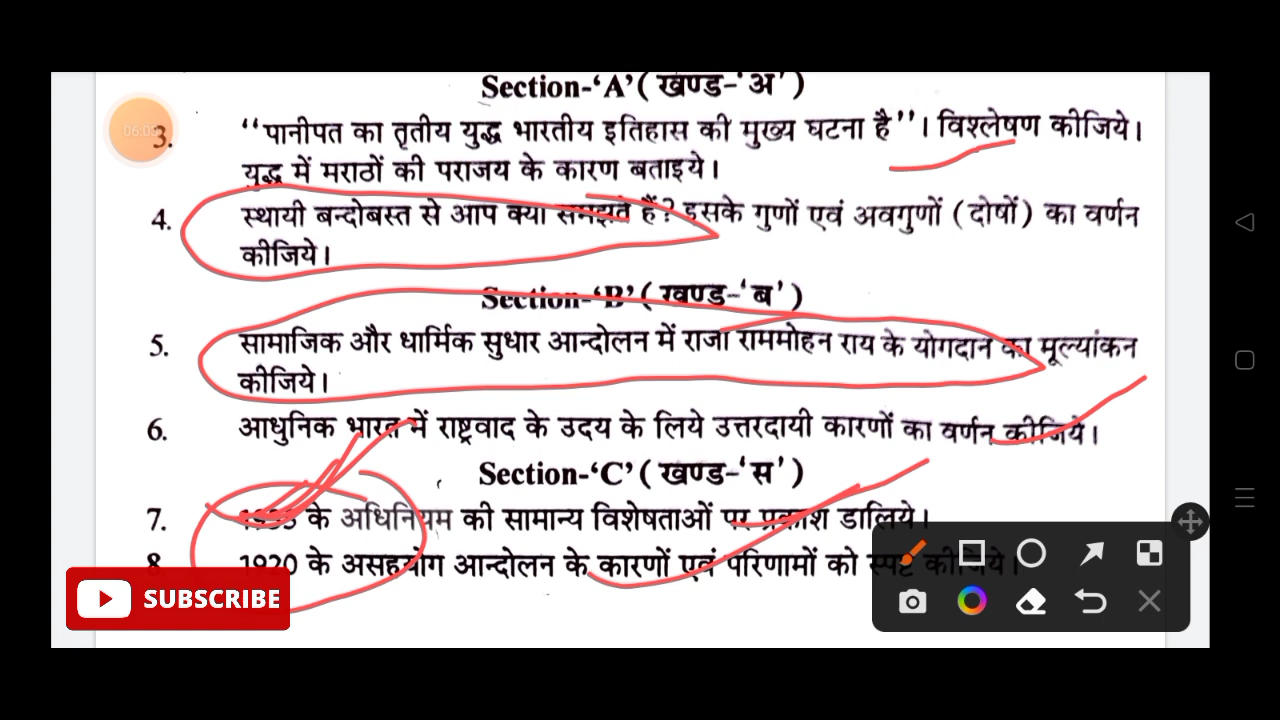 Section-‘A’( खण्ड-‘अ’)
06:0
3. ‘‘पानीपत का तृतीय युद्ध भारतीय इतिहास की मुख्य घटना है’’। विश्लेषण कीजिये।
युद्ध में मराठों की पराजय के कारण बताइये।
4. स्थायी बन्दोबस्त से आप क्या समझते हैं? इसके गुणों एवं अवगुणों (दोषों) का वर्णन
कीजिये।
Section-‘B’( खण्ड-‘ब’)
5. सामाजिक और धार्मिक सुधार आन्दोलन में राजा राममोहन राय के योगदान का मूल्यांकन
कीजिये।
6. आधुनिक भारत में राष्ट्रवाद के उदय के लिये उत्तरदायी कारणों का वर्णन कीजिये।
Section-‘C’( खण्ड-‘स’)
7. के अधिनियम की सामान्य विशेषताओं पर प्रकाश डालिये।
8 1920 के असहयोग आन्दोलन के कारणों एवं परिणामों को स्पष्ट कीजिये।
SUBSCRIBE